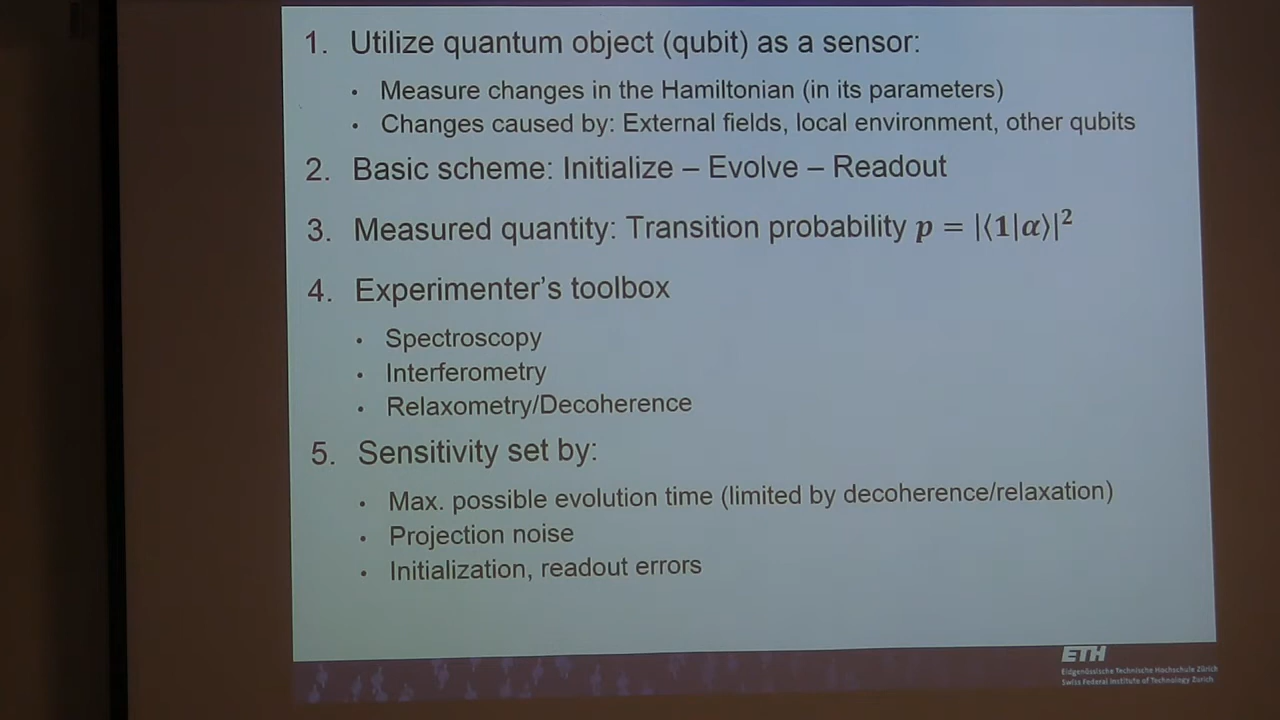 1. Utilize quantum object (qubit) as a sensor:
• Measure changes in the Hamiltonian (in its parameters)
• Changes caused by: External fields, local environment, other qubits
2. Basic scheme: Initialize – Evolve – Readout
3. Measured quantity: Transition probability p = |⟨1|α⟩|²
4. Experimenter's toolbox
• Spectroscopy
• Interferometry
• Relaxometry/Decoherence
5. Sensitivity set by:
• Max. possible evolution time (limited by decoherence/relaxation)
• Projection noise
• Initialization, readout errors
ETH
Eidgenössische Technische Hochschule Zürich
Swiss Federal Institute of Technology Zurich